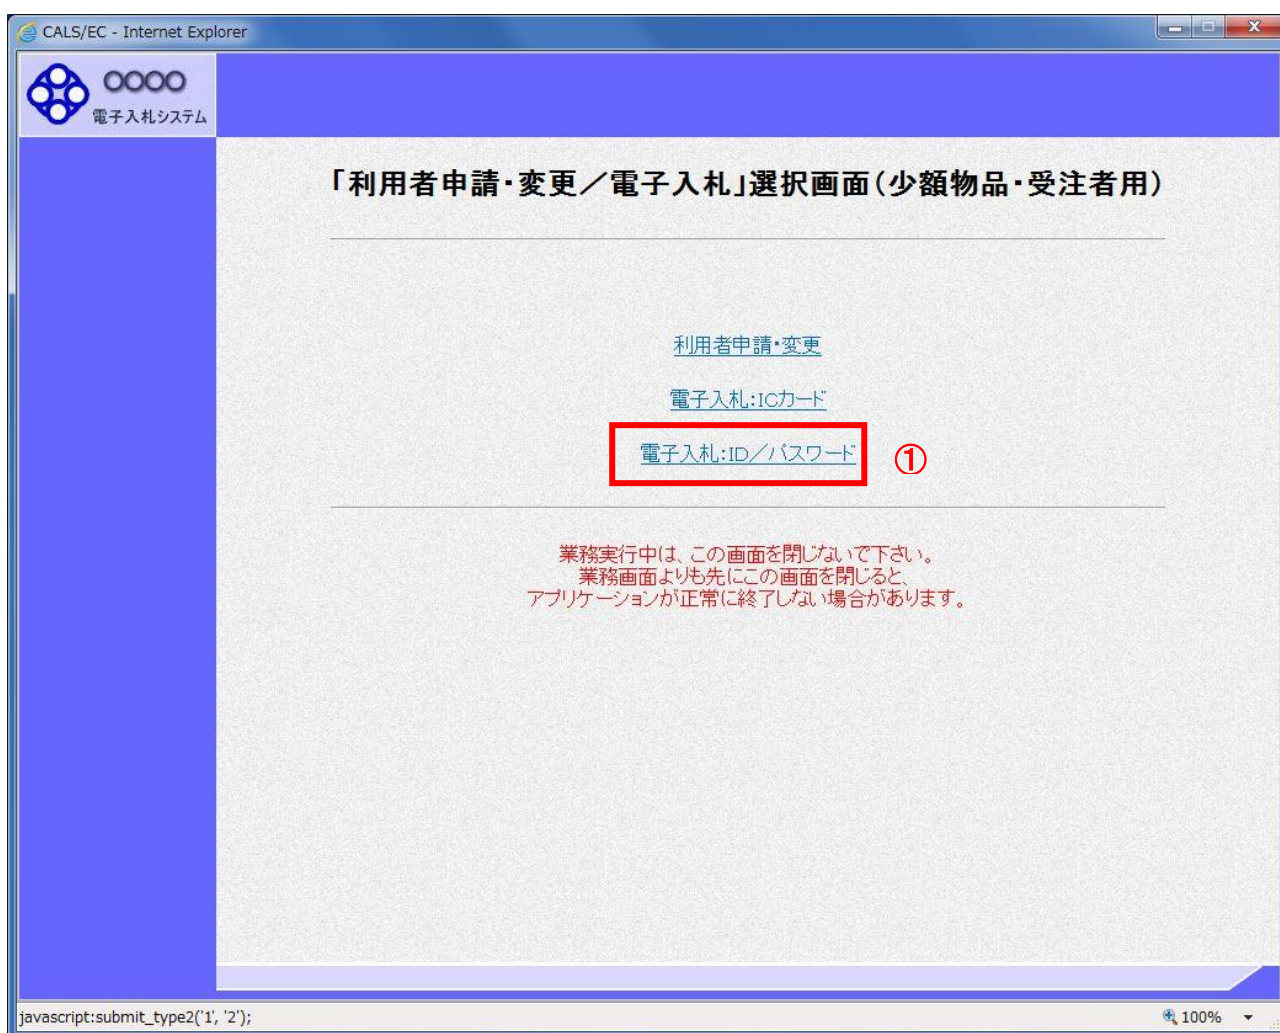 CALS/EC - Internet Explorer
〇〇〇〇
電子入札システム
「利用者申請・変更／電子入札」選択画面(少額物品・受注者用)
利用者申請・変更
電子入札:ICカード
電子入札:ID／パスワード
①
業務実行中は、この画面を閉じないで下さい。
業務画面よりも先にこの画面を閉じると、
アプリケーションが正常に終了しない場合があります。
javascript:submit_type2('1', '2');
100%